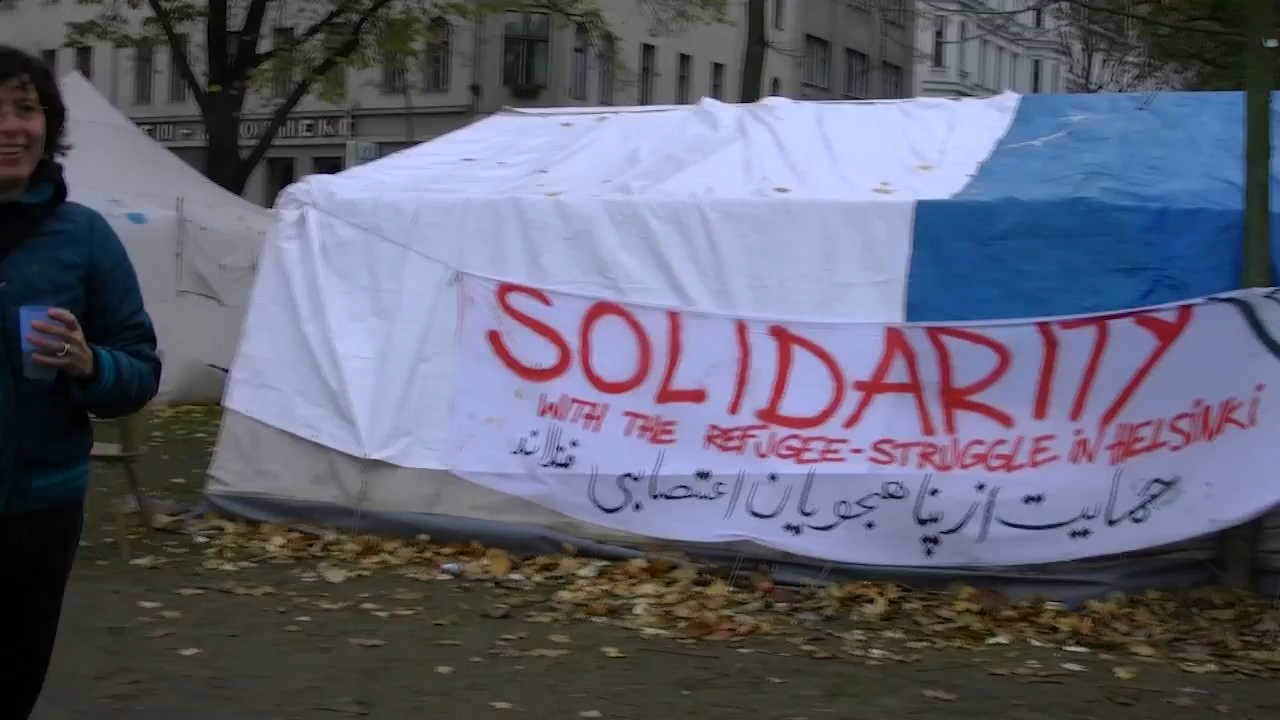 SOLIDARITY
WITH THE REFUGEE-STRUGGLE iN HELSiNKi
حمایت از پناهجویان اعتصابی
فنلاند